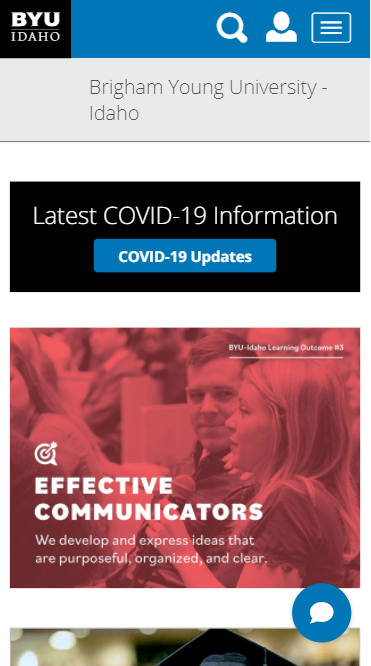 BYU
IDAHO
Brigham Young University -
Idaho
Latest COVID-19 Information
COVID-19 Updates
BYU-Idaho Learning Outcome #3
EFFECTIVE
COMMUNICATORS
We develop and express ideas that
are purposeful, organized, and clear.